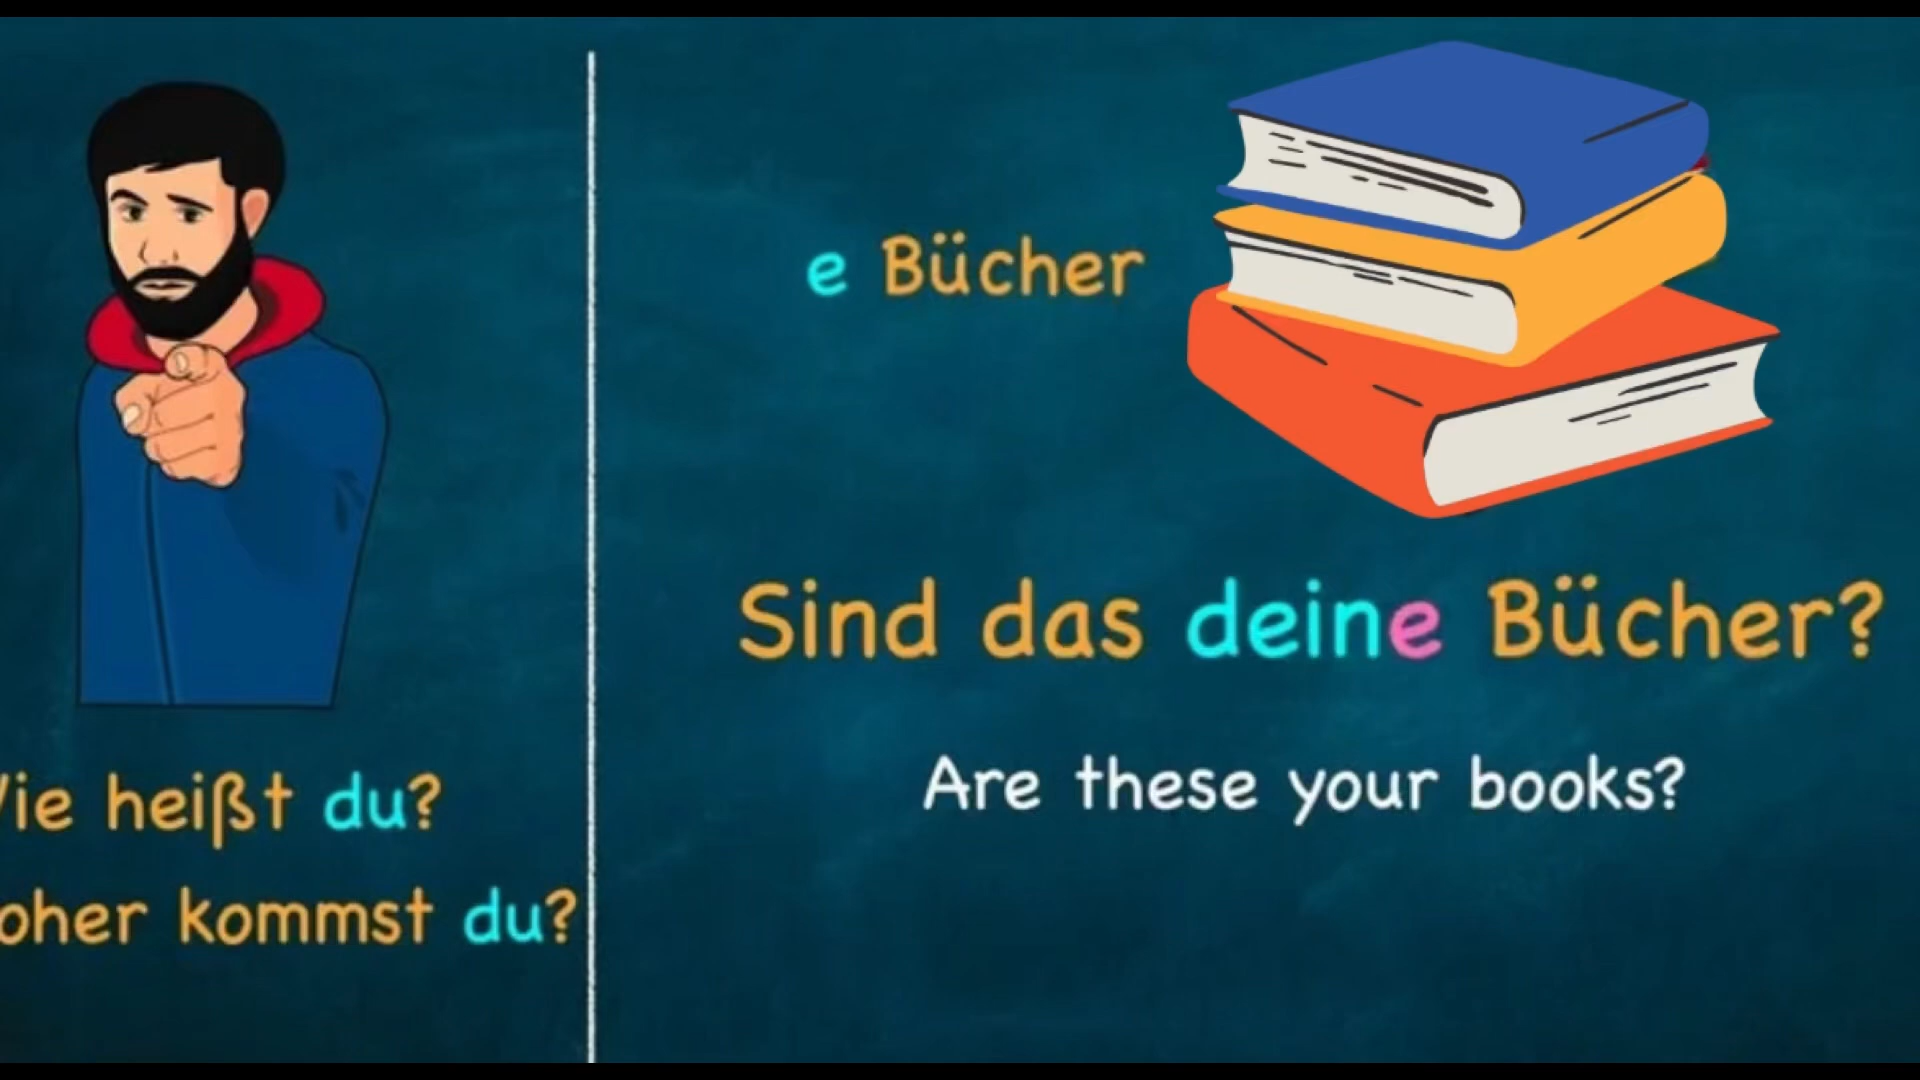 ie heißt du?
oher kommst du?
e Bücher
Sind das deine Bücher?
Are these your books?